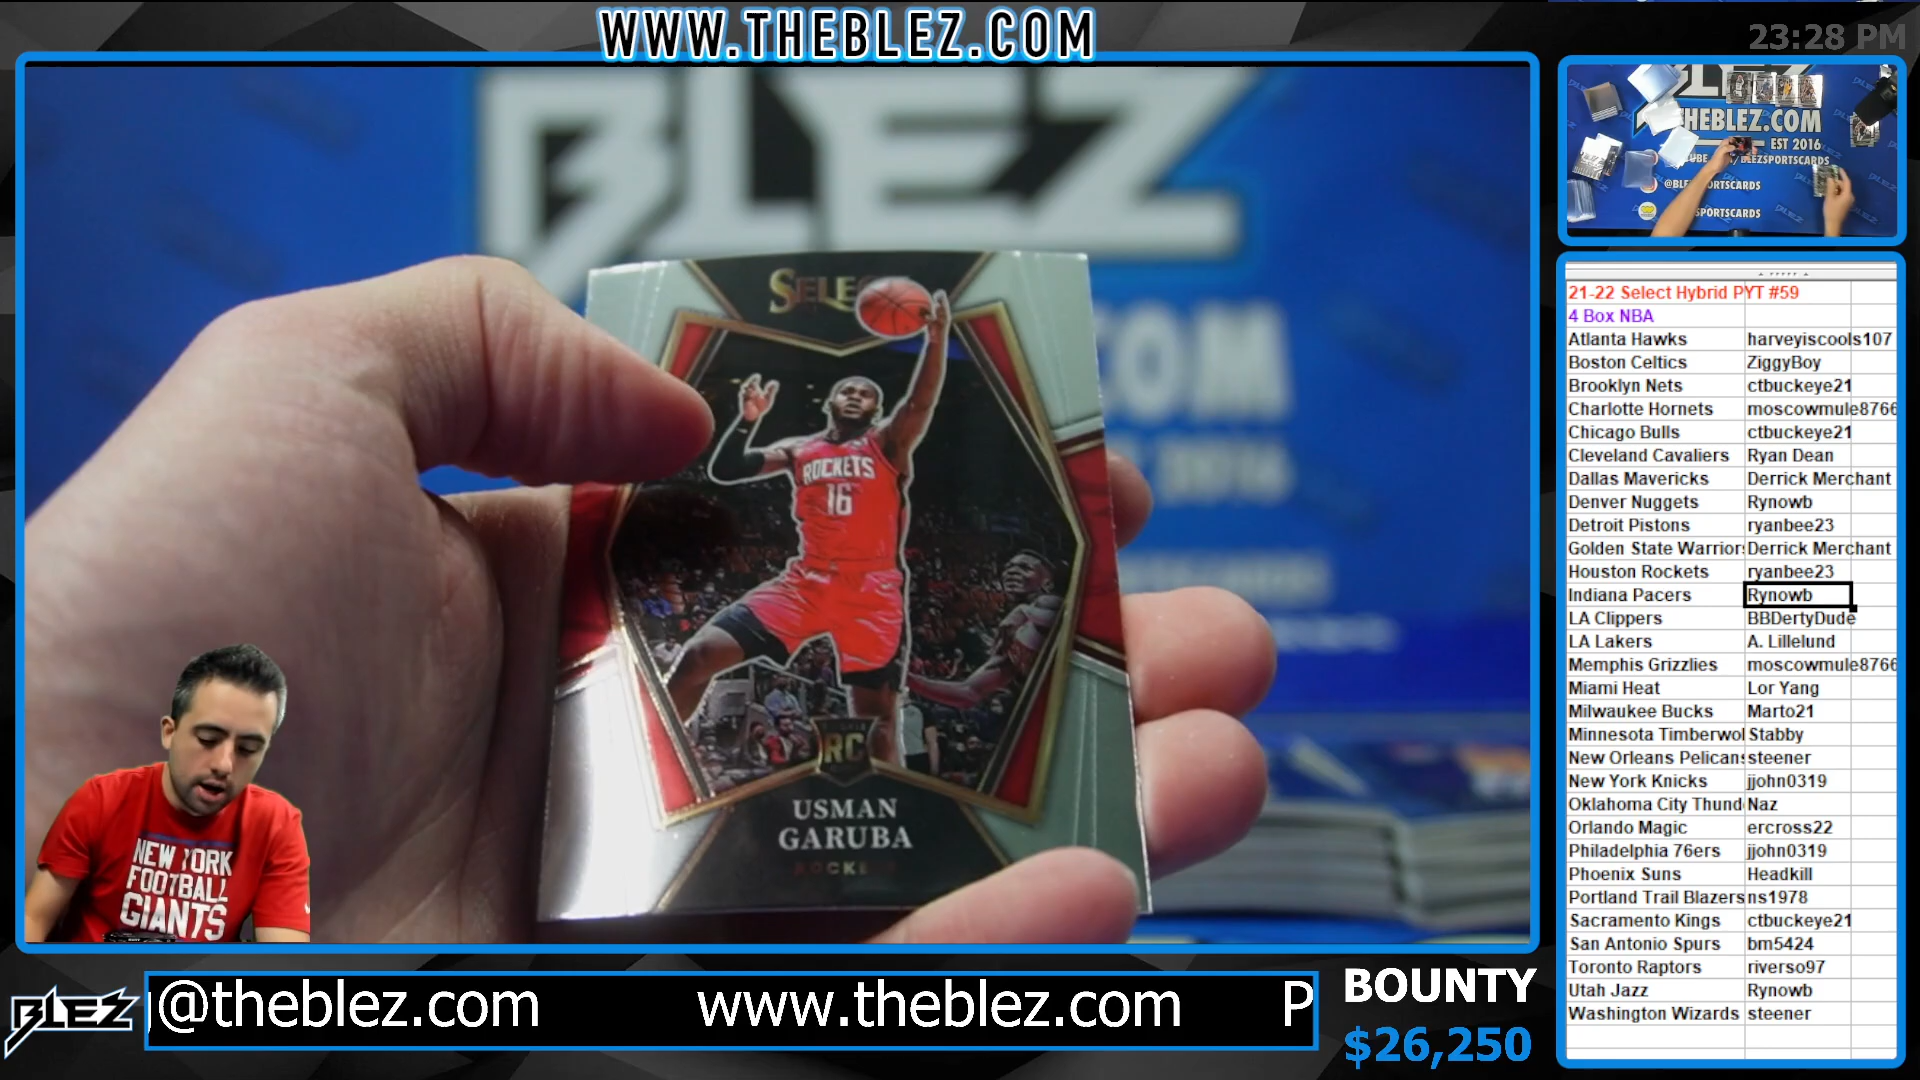 WWW.THEBLEZ.COM
23:28 PM
BLEZ
SELE
ROCKETS
16
RC
USMAN
GARUBA
.COM
THEBLEZ.COM
EST 2016
@BLE
SPORTSCARDS
NEW YORK
FOOTBALL
GIANTS
21-22 Select Hybrid PYT #59
4 Box NBA
Atlanta Hawks harveyiscools107
Boston Celtics ZiggyBoy
Brooklyn Nets ctbuckeye21
Charlotte Hornets moscowmule8766
Chicago Bulls ctbuckeye21
Cleveland Cavaliers Ryan Dean
Dallas Mavericks Derrick Merchant
Denver Nuggets Rynowb
Detroit Pistons ryanbee23
Golden State Warriors Derrick Merchant
Houston Rockets ryanbee23
Indiana Pacers Rynowb
LA Clippers BBDertyDude
LA Lakers A. Lillelund
Memphis Grizzlies moscowmule8766
Miami Heat Lor Yang
Milwaukee Bucks Marto21
Minnesota Timberwol Stabby
New Orleans Pelicans steener
New York Knicks jjohn0319
Oklahoma City Thund Naz
Orlando Magic ercross22
Philadelphia 76ers jjohn0319
Phoenix Suns Headkill
Portland Trail Blazers ns1978
Sacramento Kings ctbuckeye21
San Antonio Spurs bm5424
Toronto Raptors riverso97
Utah Jazz Rynowb
Washington Wizards steener
BLEZ
@theblez.com www.theblez.com P
BOUNTY
$26,250